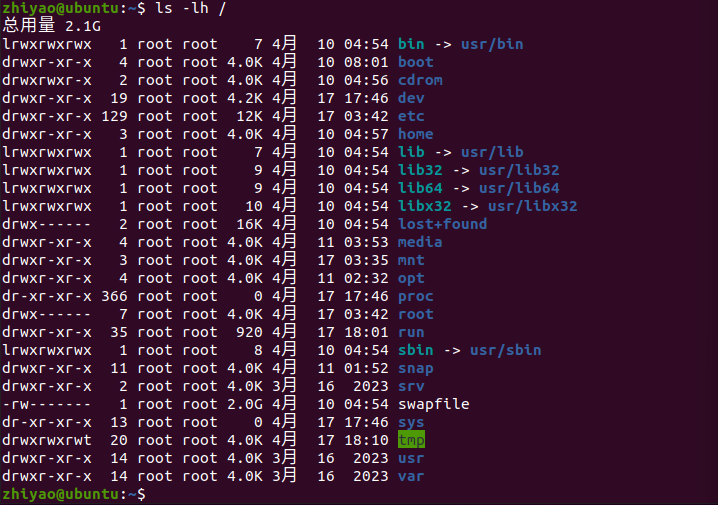 zhiyao@ubuntu:~$ ls -lh /
总用量 2.1G
lrwxrwxrwx   1 root root    7 4月  10 04:54 bin -> usr/bin
drwxr-xr-x   4 root root 4.0K 4月  10 08:01 boot
drwxrwxr-x   2 root root 4.0K 4月  10 04:56 cdrom
drwxr-xr-x  19 root root 4.2K 4月  17 17:46 dev
drwxr-xr-x 129 root root  12K 4月  17 03:42 etc
drwxr-xr-x   3 root root 4.0K 4月  10 04:57 home
lrwxrwxrwx   1 root root    7 4月  10 04:54 lib -> usr/lib
lrwxrwxrwx   1 root root    9 4月  10 04:54 lib32 -> usr/lib32
lrwxrwxrwx   1 root root    9 4月  10 04:54 lib64 -> usr/lib64
lrwxrwxrwx   1 root root   10 4月  10 04:54 libx32 -> usr/libx32
drwx------   2 root root  16K 4月  10 04:54 lost+found
drwxr-xr-x   4 root root 4.0K 4月  11 03:53 media
drwxr-xr-x   3 root root 4.0K 4月  17 03:35 mnt
drwxr-xr-x   4 root root 4.0K 4月  11 02:32 opt
dr-xr-xr-x 366 root root    0 4月  17 17:46 proc
drwx------   7 root root 4.0K 4月  17 03:42 root
drwxr-xr-x  35 root root  920 4月  17 18:01 run
lrwxrwxrwx   1 root root    8 4月  10 04:54 sbin -> usr/sbin
drwxr-xr-x  11 root root 4.0K 4月  11 01:52 snap
drwxr-xr-x   2 root root 4.0K 3月  16  2023 srv
-rw-------   1 root root 2.0G 4月  10 04:54 swapfile
dr-xr-xr-x  13 root root    0 4月  17 17:46 sys
drwxrwxrwt  20 root root 4.0K 4月  17 18:10 tmp
drwxr-xr-x  14 root root 4.0K 3月  16  2023 usr
drwxr-xr-x  14 root root 4.0K 3月  16  2023 var
zhiyao@ubuntu:~$